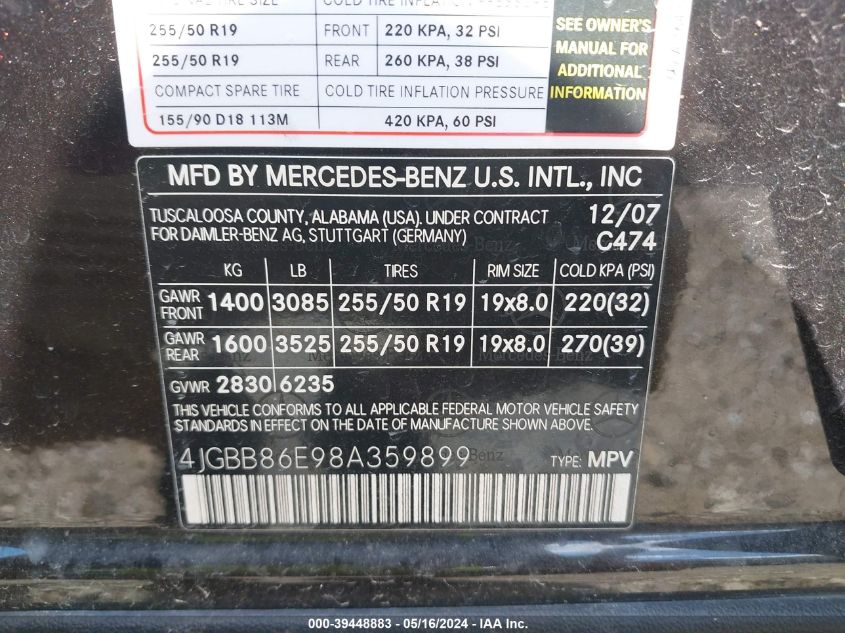 COLD TIRE INFLATION
255/50 R19 FRONT 220 KPA, 32 PSI
255/50 R19 REAR 260 KPA, 38 PSI
COMPACT SPARE TIRE COLD TIRE INFLATION PRESSURE
155/90 D18 113M 420 KPA, 60 PSI
SEE OWNER'S
MANUAL FOR
ADDITIONAL
INFORMATION
MFD BY MERCEDES-BENZ U.S. INTL., INC
TUSCALOOSA COUNTY, ALABAMA (USA). UNDER CONTRACT 12/07
FOR DAIMLER-BENZ AG, STUTTGART (GERMANY) C474
KG LB TIRES RIM SIZE COLD KPA (PSI)
GAWR FRONT 1400 3085 255/50 R19 19x8.0 220(32)
GAWR REAR 1600 3525 255/50 R19 19x8.0 270(39)
GVWR 2830 6235
THIS VEHICLE CONFORMS TO ALL APPLICABLE FEDERAL MOTOR VEHICLE SAFETY
STANDARDS IN EFFECT ON THE DATE OF MANUFACTURE SHOWN ABOVE.
4JGBB86E98A359899 TYPE: MPV
000-39448883 - 05/16/2024 - © IAA Inc.